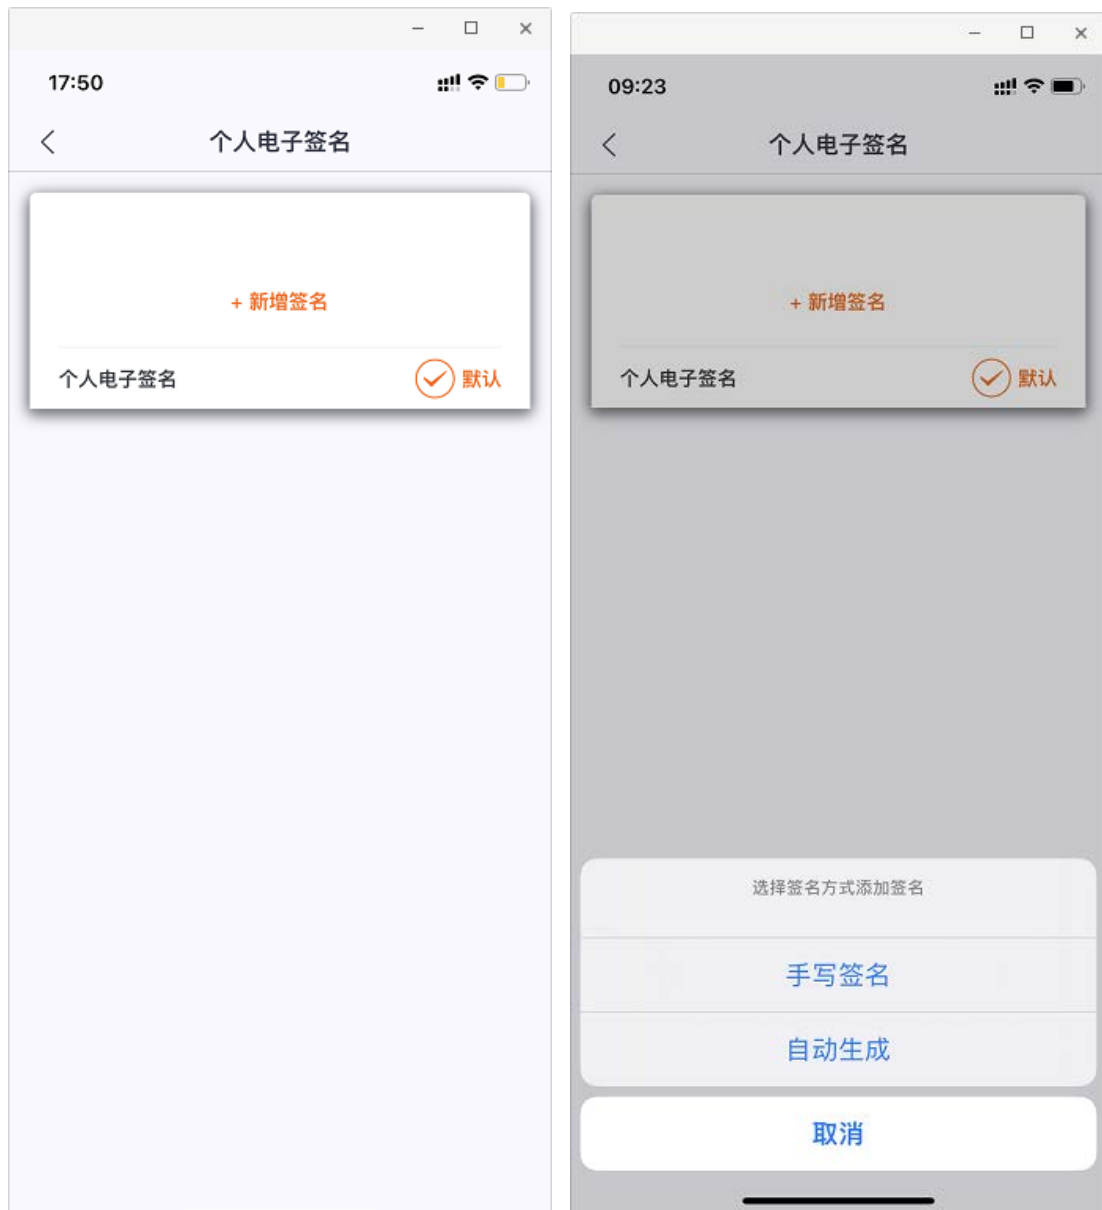 17:50
个人电子签名
+ 新增签名
个人电子签名
默认
09:23
个人电子签名
+ 新增签名
个人电子签名
默认
选择签名方式添加签名
手写签名
自动生成
取消